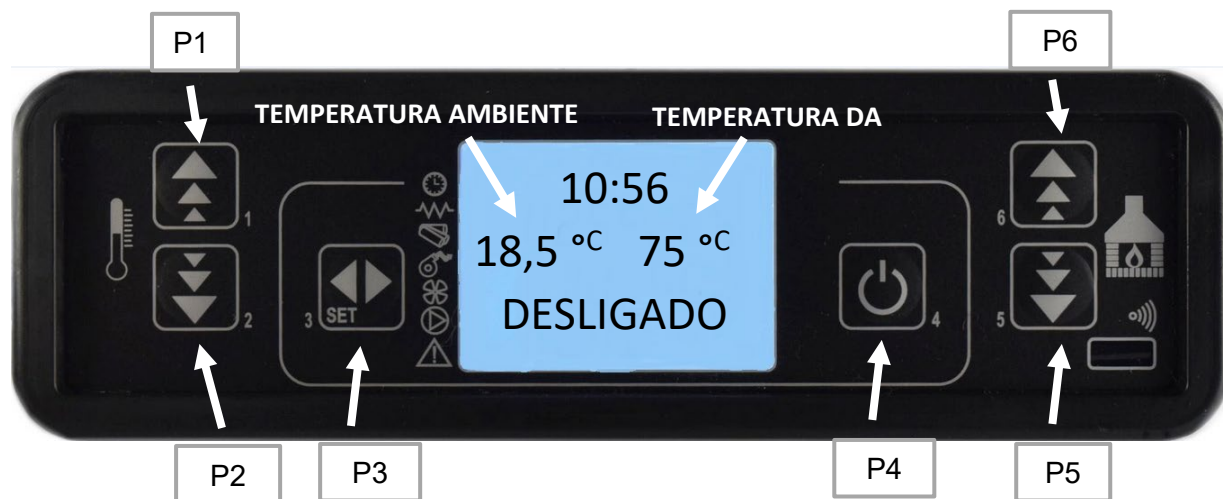 P1
P6
TEMPERATURA AMBIENTE
TEMPERATURA DA
10:56
18,5 °C 75 °C
DESLIGADO
1
2
3 SET
4
5
6
P2
P3
P4
P5